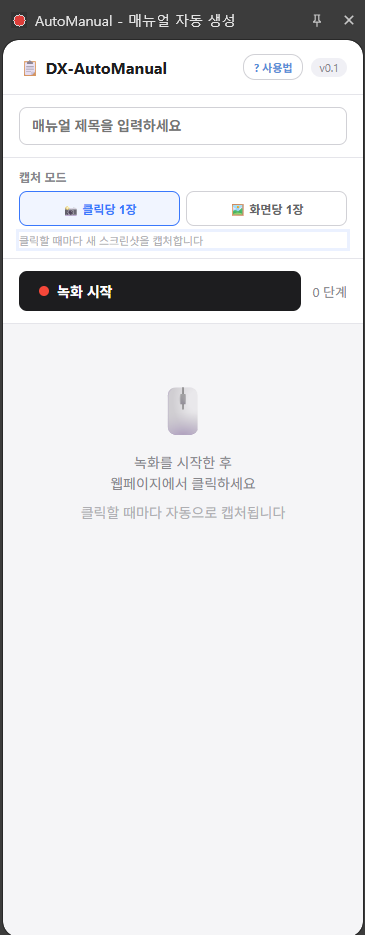 AutoManual - 매뉴얼 자동 생성
DX-AutoManual
? 사용법
v0.1
매뉴얼 제목을 입력하세요
캡처 모드
클릭당 1장
화면당 1장
클릭할 때마다 새 스크린샷을 캡처합니다
녹화 시작
0 단계
녹화를 시작한 후
웹페이지에서 클릭하세요
클릭할 때마다 자동으로 캡처됩니다